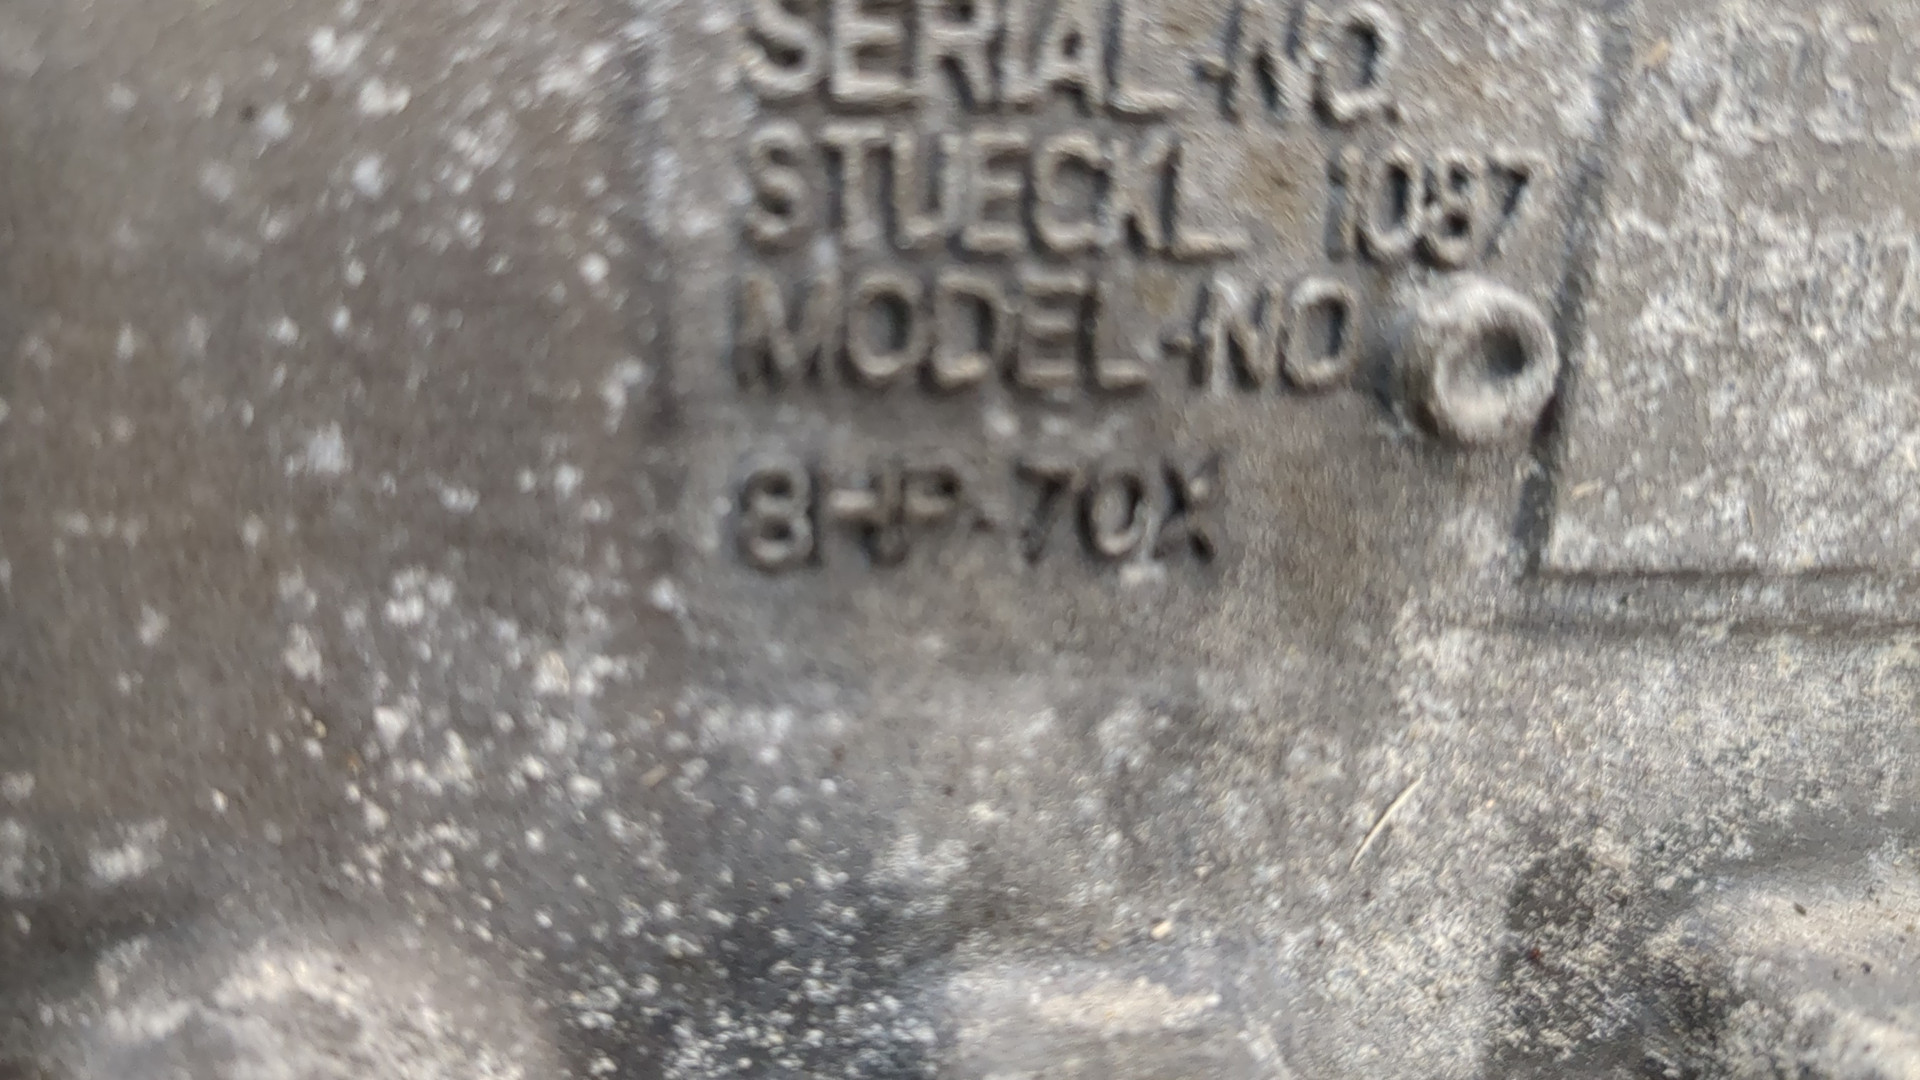 SERIAL-NO.
STUECKL 1087
MODEL-NO
8HP-70X